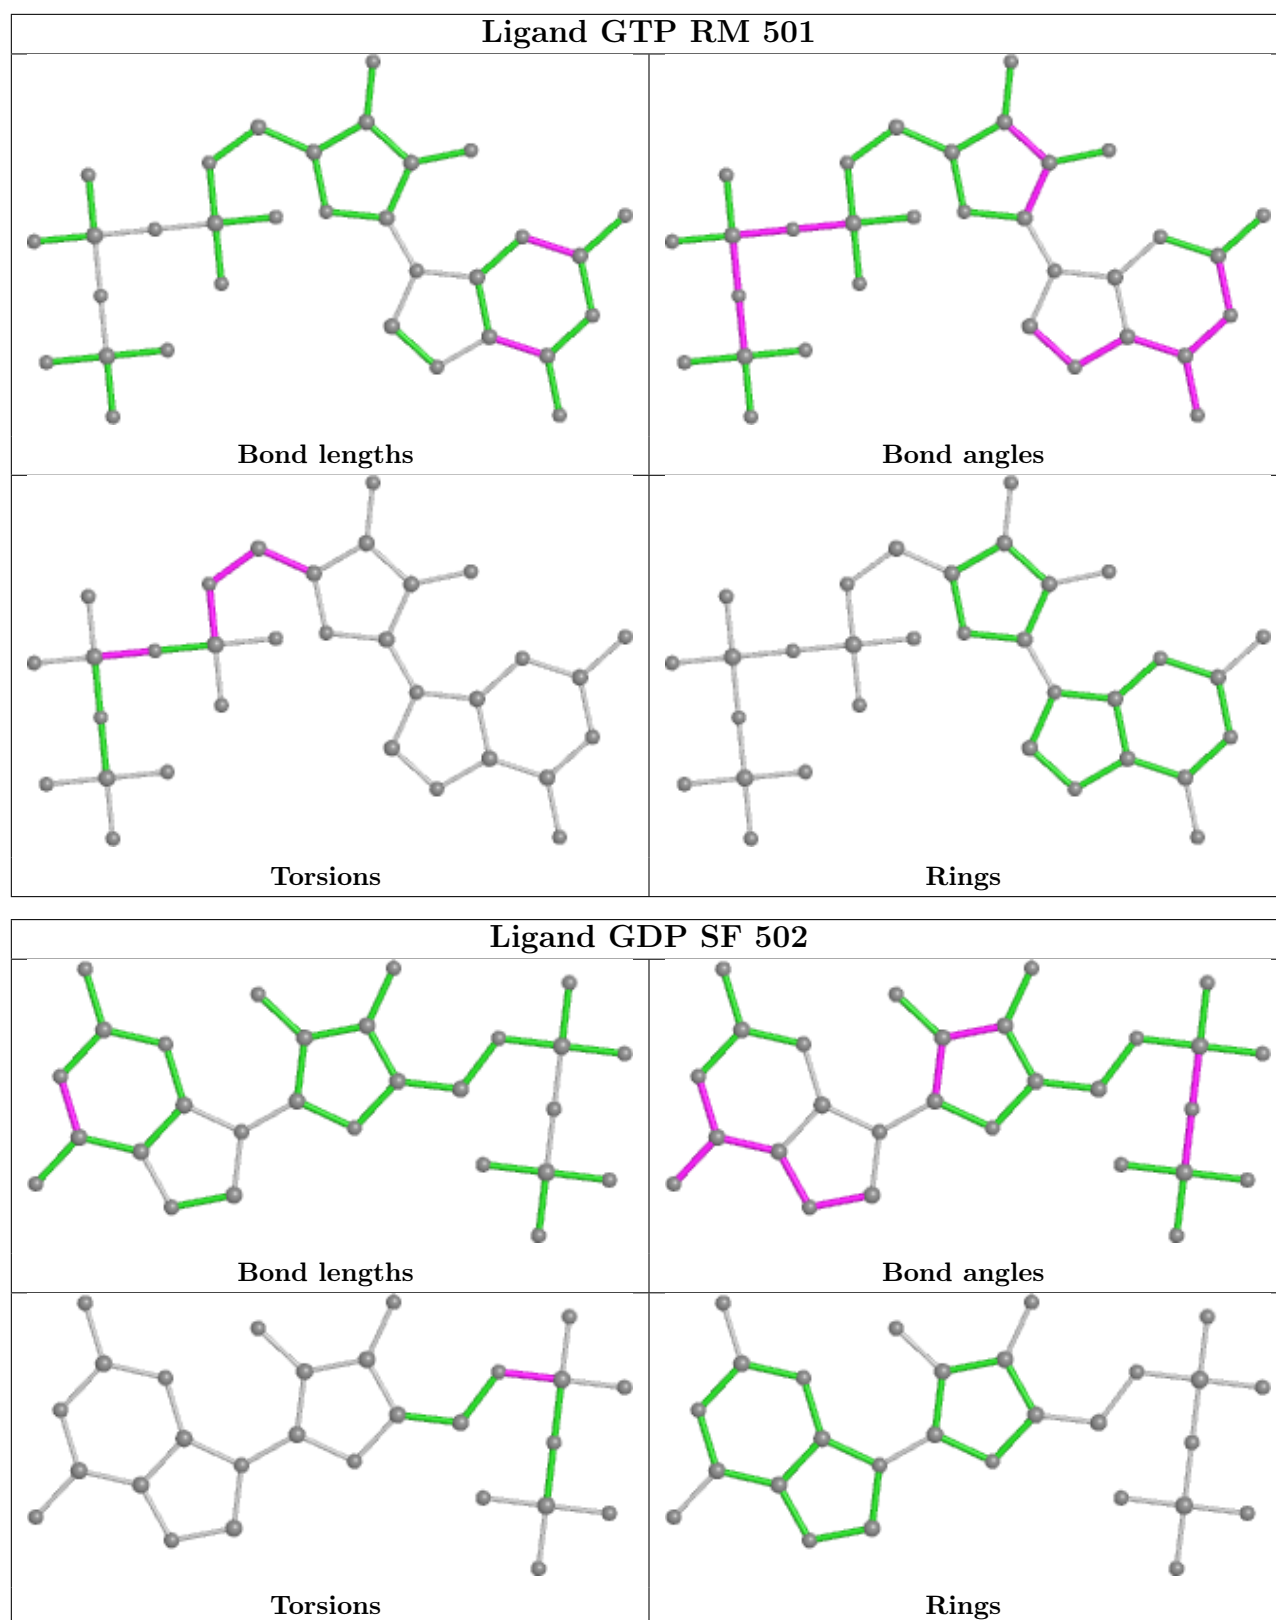 Ligand GTP RM 501
Bond lengths
Bond angles
Torsions
Rings
Ligand GDP SF 502
Bond lengths
Bond angles
Torsions
Rings